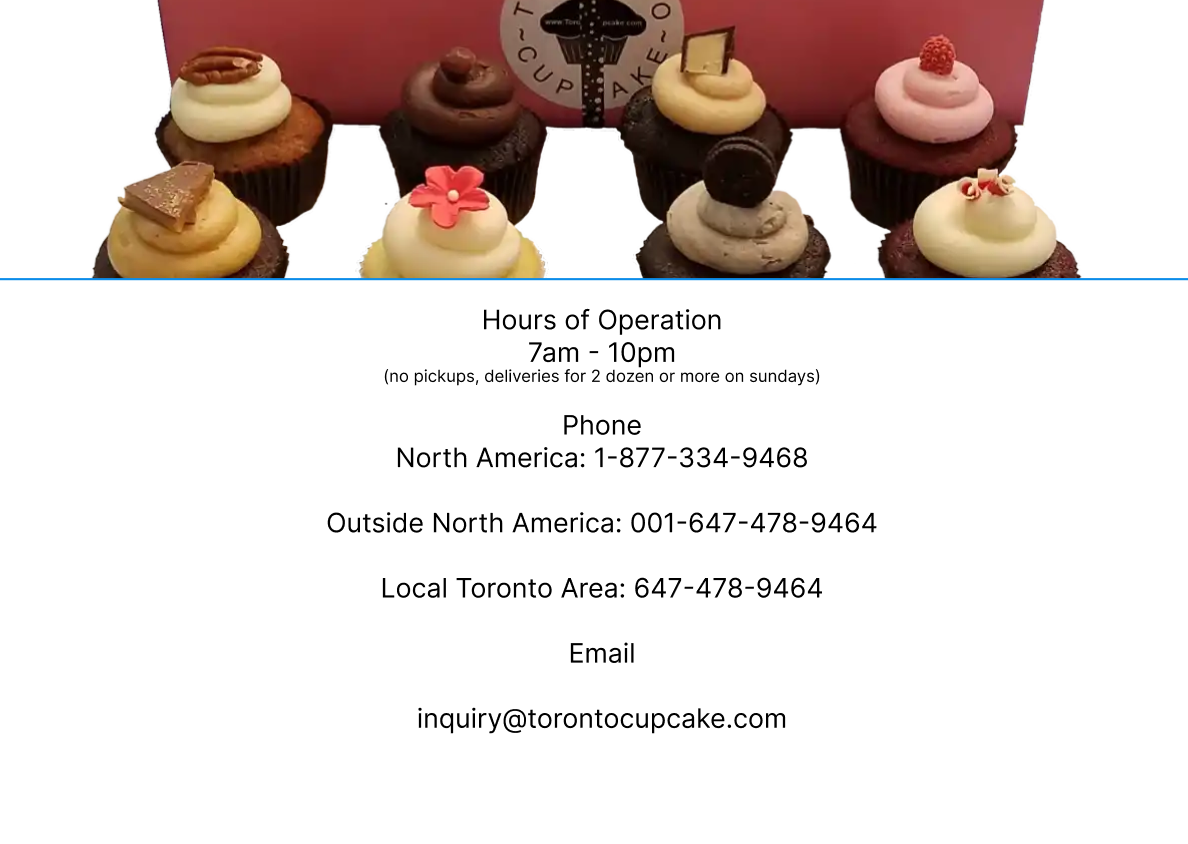 www.Toro pcake.com
T
O
~CUP AKE~
Hours of Operation
7am - 10pm
(no pickups, deliveries for 2 dozen or more on sundays)
Phone
North America: 1-877-334-9468
Outside North America: 001-647-478-9464
Local Toronto Area: 647-478-9464
Email
inquiry@torontocupcake.com